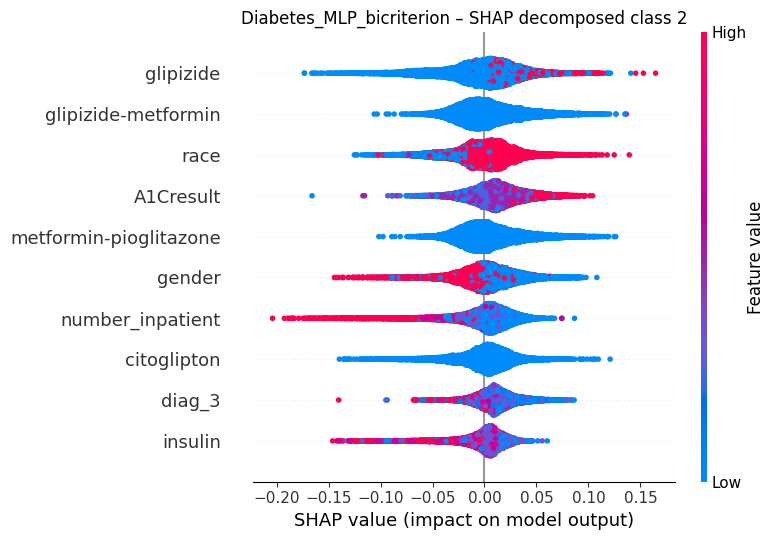 Diabetes_MLP_bicriterion – SHAP decomposed class 2
High
glipizide
glipizide-metformin
race
A1Cresult
metformin-pioglitazone
gender
number_inpatient
citoglipton
diag_3
insulin
Feature value
Low
−0.20 −0.15 −0.10 −0.05 0.00 0.05 0.10 0.15
SHAP value (impact on model output)